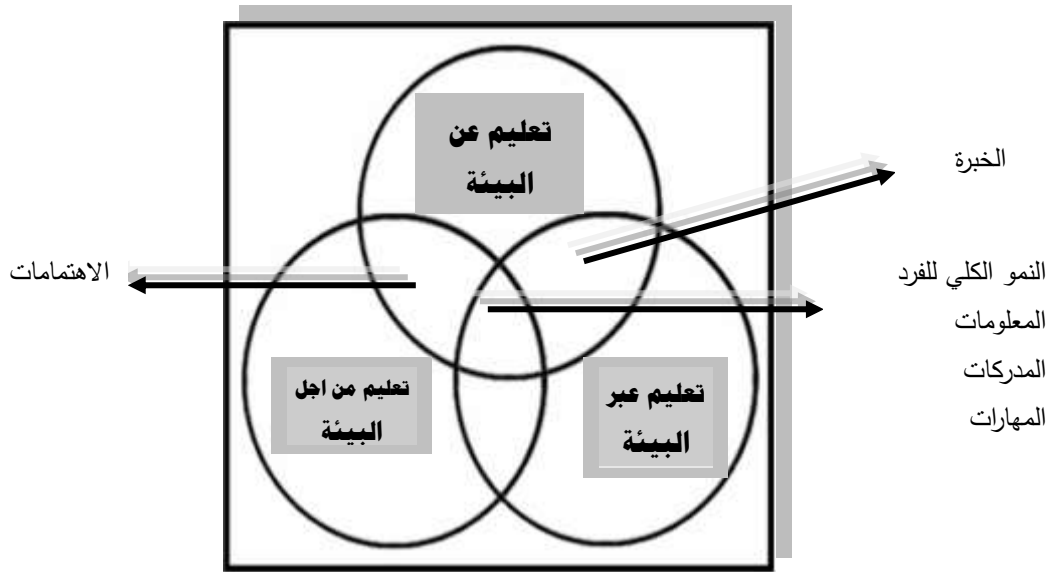 تعليم عن
البيئة
الخبرة
الاهتمامات
النمو الكلي للفرد
المعلومات
المدركات
المهارات
تعليم عبر
البيئة
تعليم من اجل
البيئة